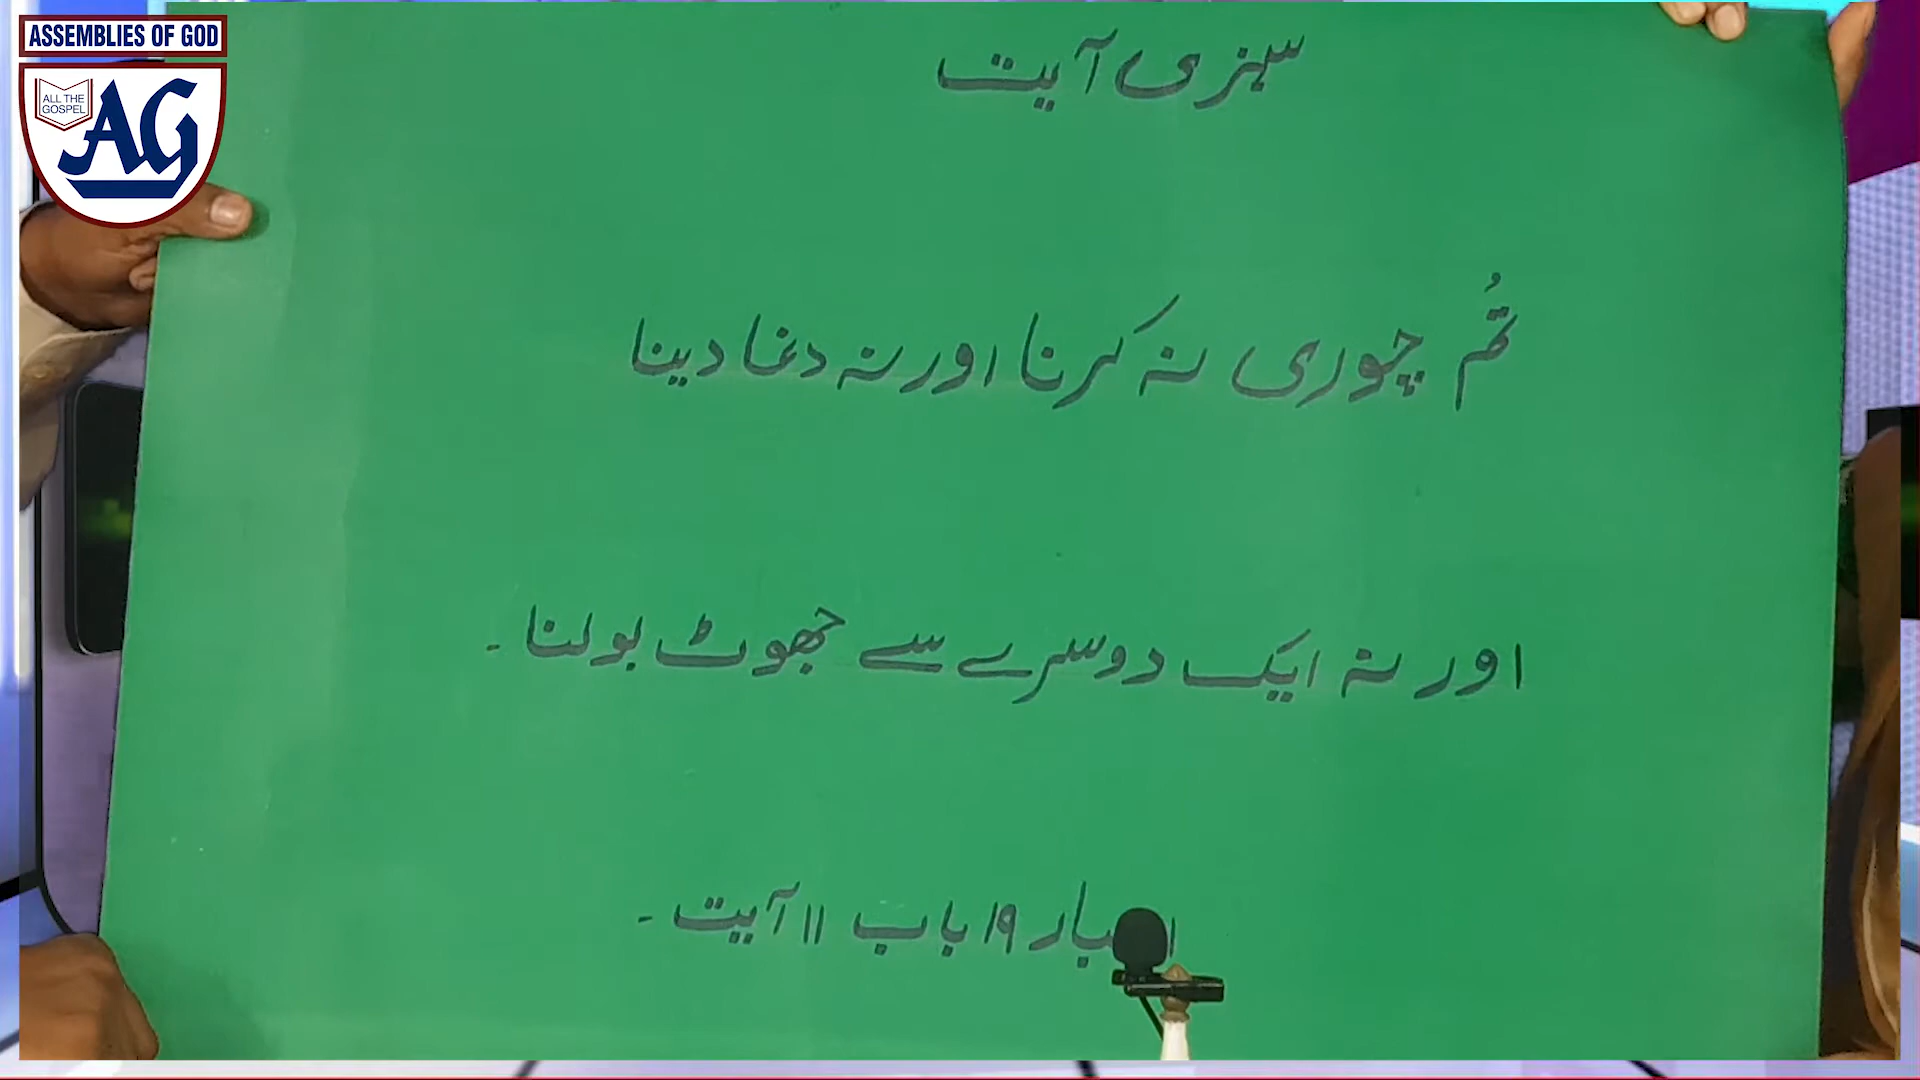 ASSEMBLIES OF GOD
ALL THE
GOSPEL
AG
سہنری آیت
تُم چوری نہ کرنا اور نہ دغا دینا
اور نہ ایک دوسرے سے جھوٹ بولنا۔
۱۹ باب ۱۱ آیت۔